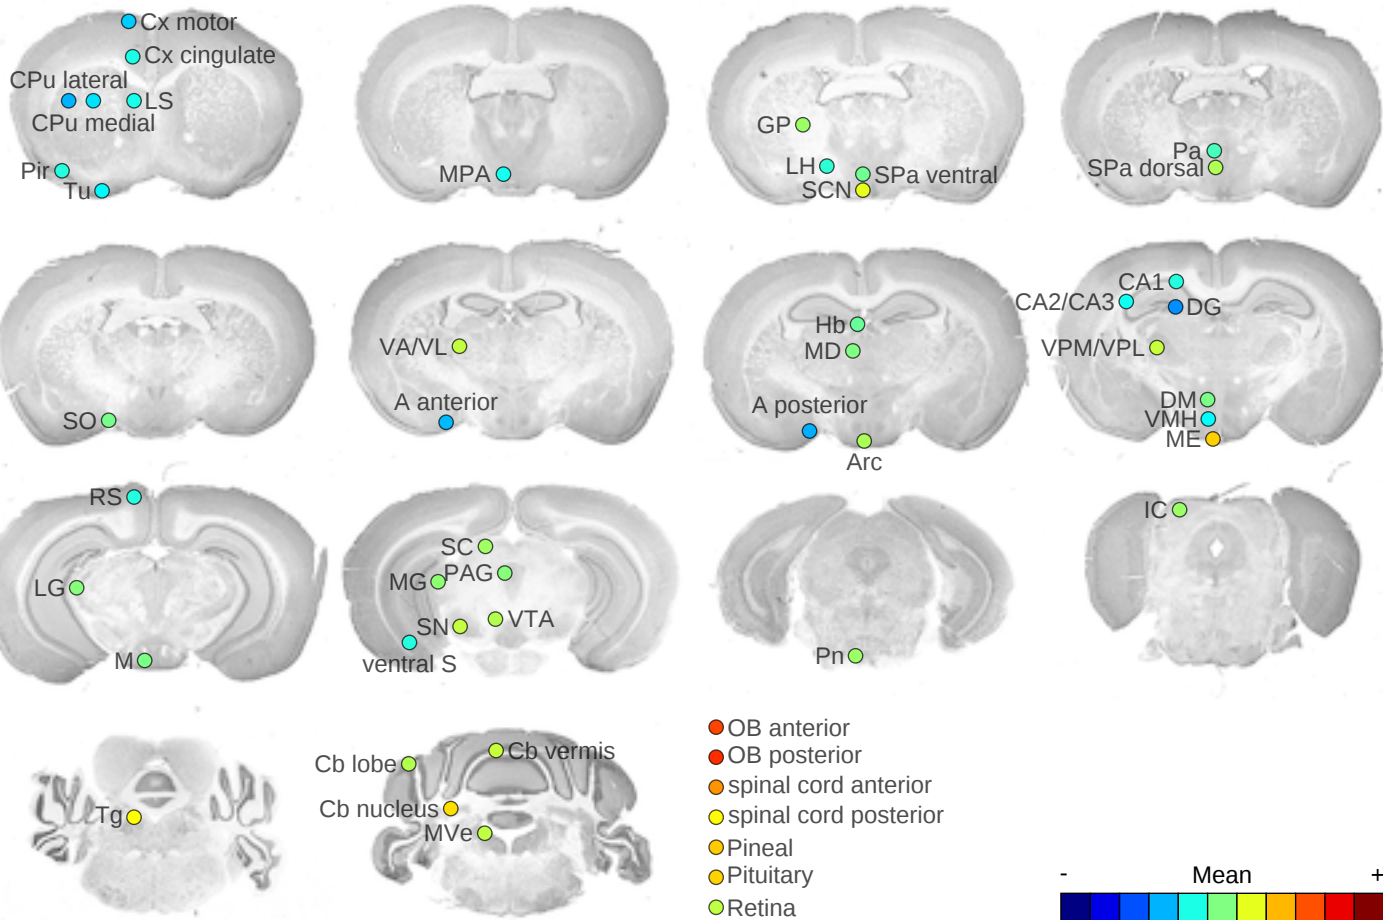 Cx motor
Cx cingulate
CPu lateral
LS
CPu medial
Pir
Tu
MPA
GP
LH
SPa ventral
SCN
Pa
SPa dorsal
SO
VA/VL
A anterior
Hb
MD
A posterior
Arc
CA1
CA2/CA3
DG
VPM/VPL
DM
VMH
ME
RS
LG
M
SC
MG
PAG
SN
VTA
ventral S
Pn
IC
Tg
Cb lobe
Cb vermis
Cb nucleus
MVe
OB anterior
OB posterior
spinal cord anterior
spinal cord posterior
Pineal
Pituitary
Retina
- Mean +